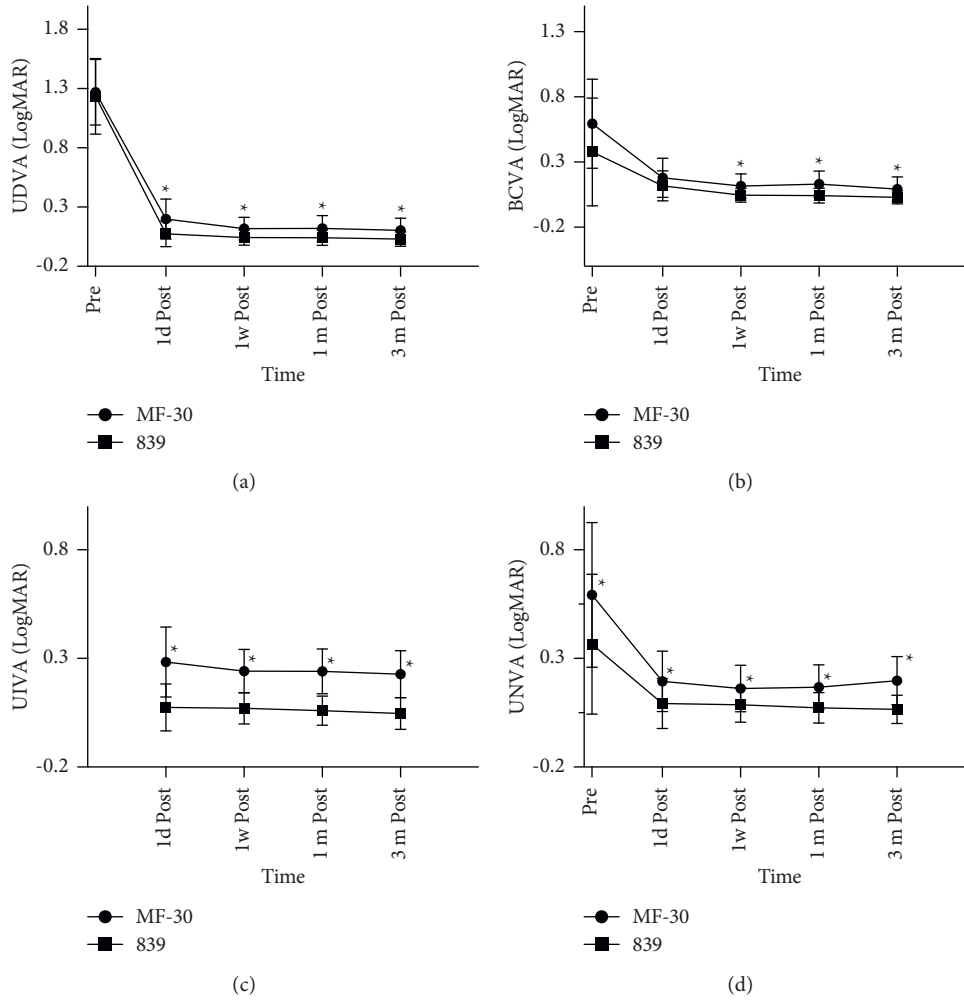 UDVA (LogMAR)
1.8
1.3
0.8
0.3
-0.2
* * * *
Pre
1d Post
1w Post
1 m Post
3 m Post
Time
MF-30
839
(a)
BCVA (LogMAR)
1.3
0.8
0.3
-0.2
* * *
Pre
1d Post
1w Post
1 m Post
3 m Post
Time
MF-30
839
(b)
UIVA (LogMAR)
0.8
0.3
-0.2
* * * *
1d Post
1w Post
1 m Post
3 m Post
Time
MF-30
839
(c)
UNVA (LogMAR)
0.8
0.3
-0.2
* * * * *
Pre
1d Post
1w Post
1 m Post
3 m Post
Time
MF-30
839
(d)